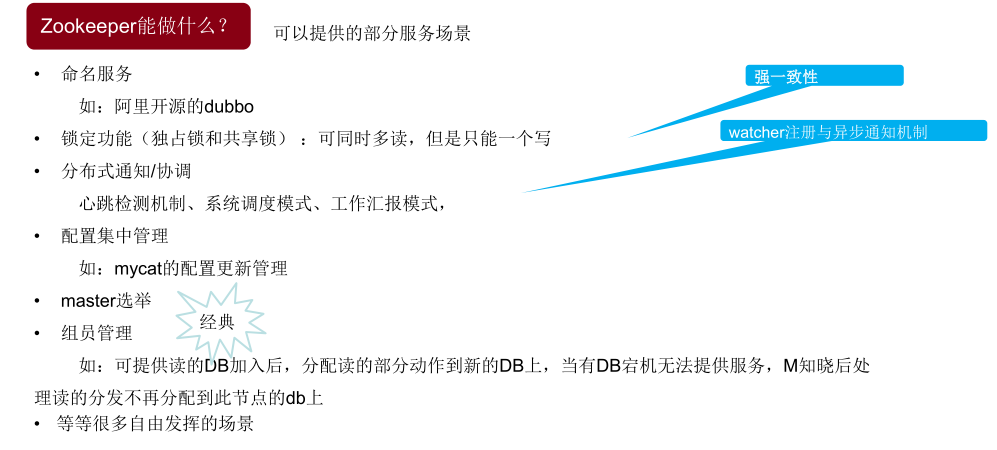 Zookeeper能做什么？
可以提供的部分服务场景
• 命名服务
如：阿里开源的dubbo
• 锁定功能（独占锁和共享锁）：可同时多读，但是只能一个写
• 分布式通知/协调
心跳检测机制、系统调度模式、工作汇报模式，
• 配置集中管理
如：mycat的配置更新管理
• master选举
• 组员管理
如：可提供读的DB加入后，分配读的部分动作到新的DB上，当有DB宕机无法提供服务，M知晓后处
理读的分发不再分配到此节点的db上
• 等等很多自由发挥的场景
强一致性
watcher注册与异步通知机制
经典